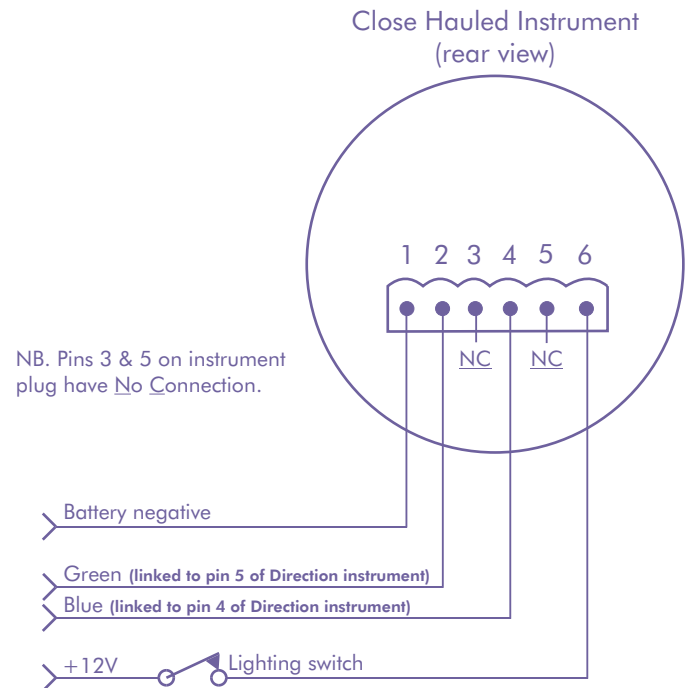 Close Hauled Instrument
(rear view)
1 2 3 4 5 6
NC NC
NB. Pins 3 & 5 on instrument
plug have No Connection.
Battery negative
Green (linked to pin 5 of Direction instrument)
Blue (linked to pin 4 of Direction instrument)
+12V Lighting switch